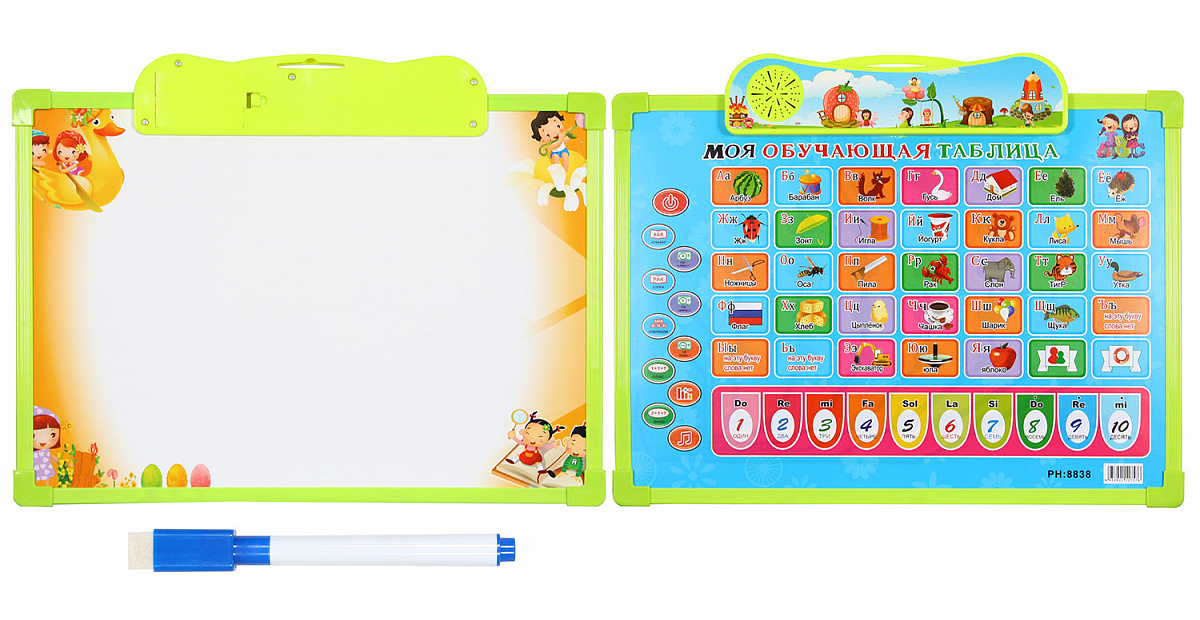 МОЯ ОБУЧАЮЩАЯ ТАБЛИЦА
Аа Арбуз
Бб Барабан
Вв Волк
Гг Гусь
Дд Дом
Ее Ель
Ёё Ёж
Жж Жж
Зз Зонт
Ии Игла
Йй Йогурт
Кк Кукла
Лл Лиса
Мм Мышь
Нн Ножницы
Оо Оса
Пп Пила
Рр Рак
Сс Слон
Тт ТигР
Уу Утка
Фф Флаг
Хх Хлеб
Цц Цыплёнок
Чч Чашка
Шш Шарик
Щщ Щука
Ъъ на эту букву слова нет
Ыы на эту букву слова нет
Ьь на эту букву слова нет
Ээ Экскаватор
Юю юла
Яя яблоко
Do Re mi Fa Sol La Si Do Re mi
1 2 3 4 5 6 7 8 9 10
ОДИН ДВА ТРИ ЧЕТЫРЕ ПЯТЬ ШЕСТЬ СЕМЬ ВОСЕМЬ ДЕВЯТЬ ДЕСЯТЬ
PH:8838